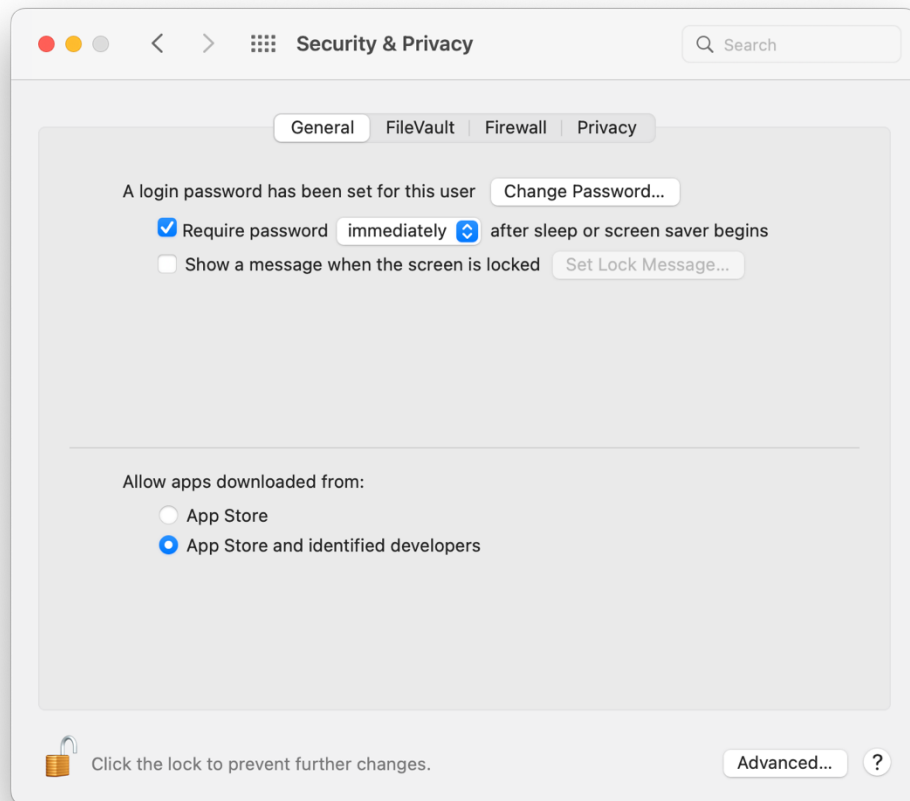 Security & Privacy Search
General FileVault Firewall Privacy
A login password has been set for this user Change Password...
Require password immediately after sleep or screen saver begins
Show a message when the screen is locked Set Lock Message...
Allow apps downloaded from:
App Store
App Store and identified developers
Click the lock to prevent further changes. Advanced... ?